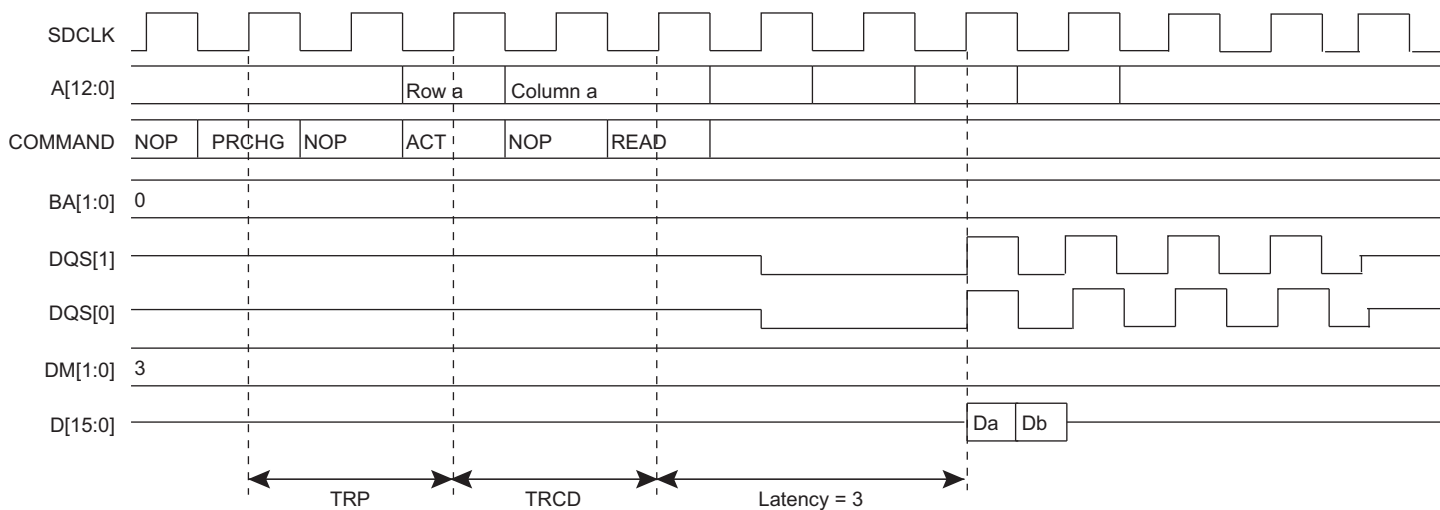 SDCLK
A[12:0] Row a Column a
COMMAND NOP PRCHG NOP ACT NOP READ
BA[1:0] 0
DQS[1]
DQS[0]
DM[1:0] 3
D[15:0] Da Db
TRP TRCD Latency = 3